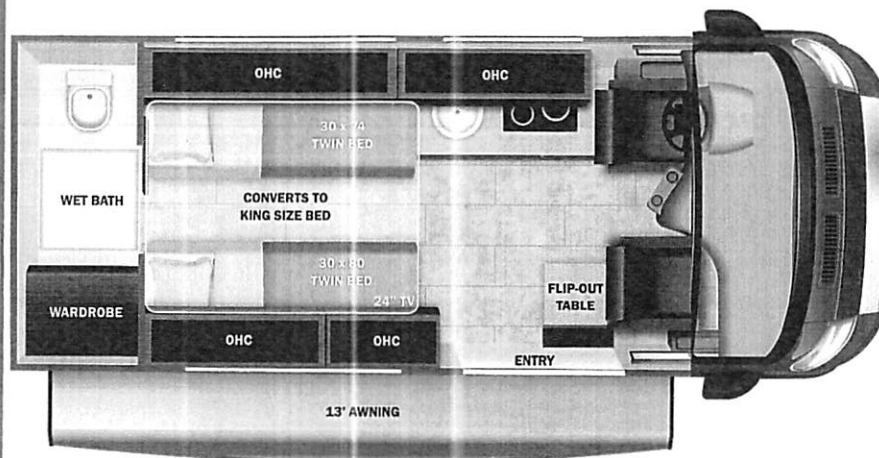 OHC
OHC
30 x 74
TWIN BED
WET BATH
CONVERTS TO
KING SIZE BED
30 x 80
TWIN BED
24" TV
WARDROBE
FLIP-OUT
TABLE
OHC
OHC
ENTRY
13' AWNING